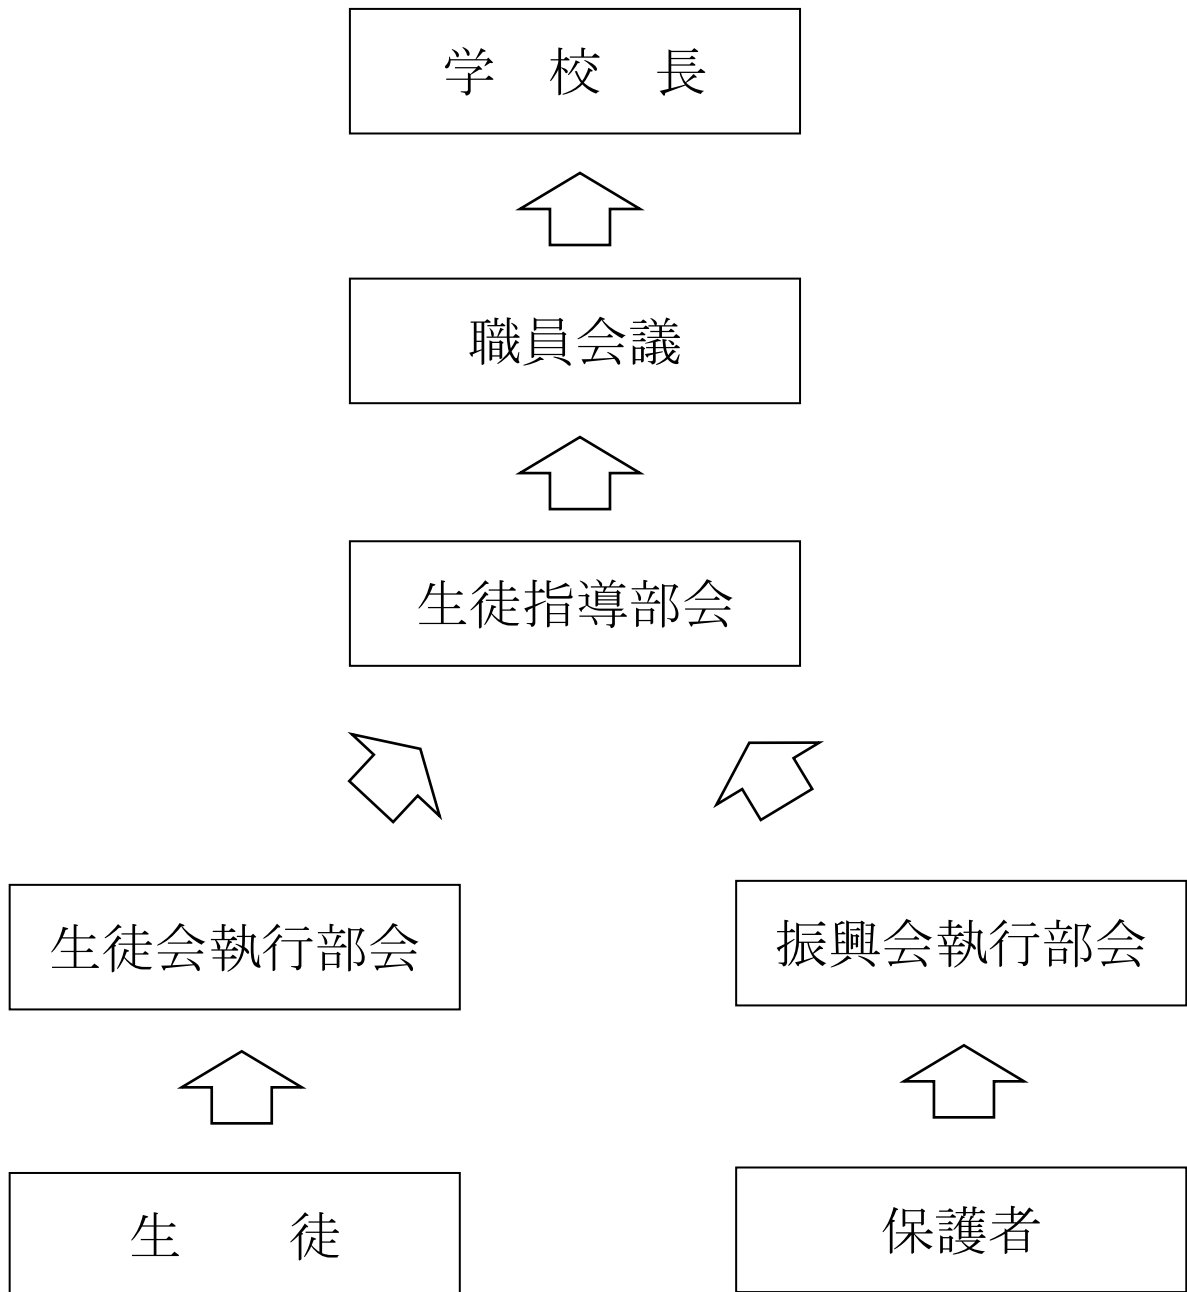 学　校　長
職員会議
生徒指導部会
生徒会執行部会
振興会執行部会
生　　徒
保護者